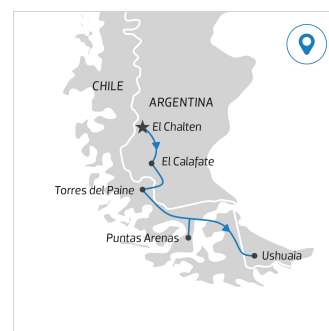 CHILE
ARGENTINA
El Chalten
El Calafate
Torres del Paine
Puntas Arenas
Ushuaia